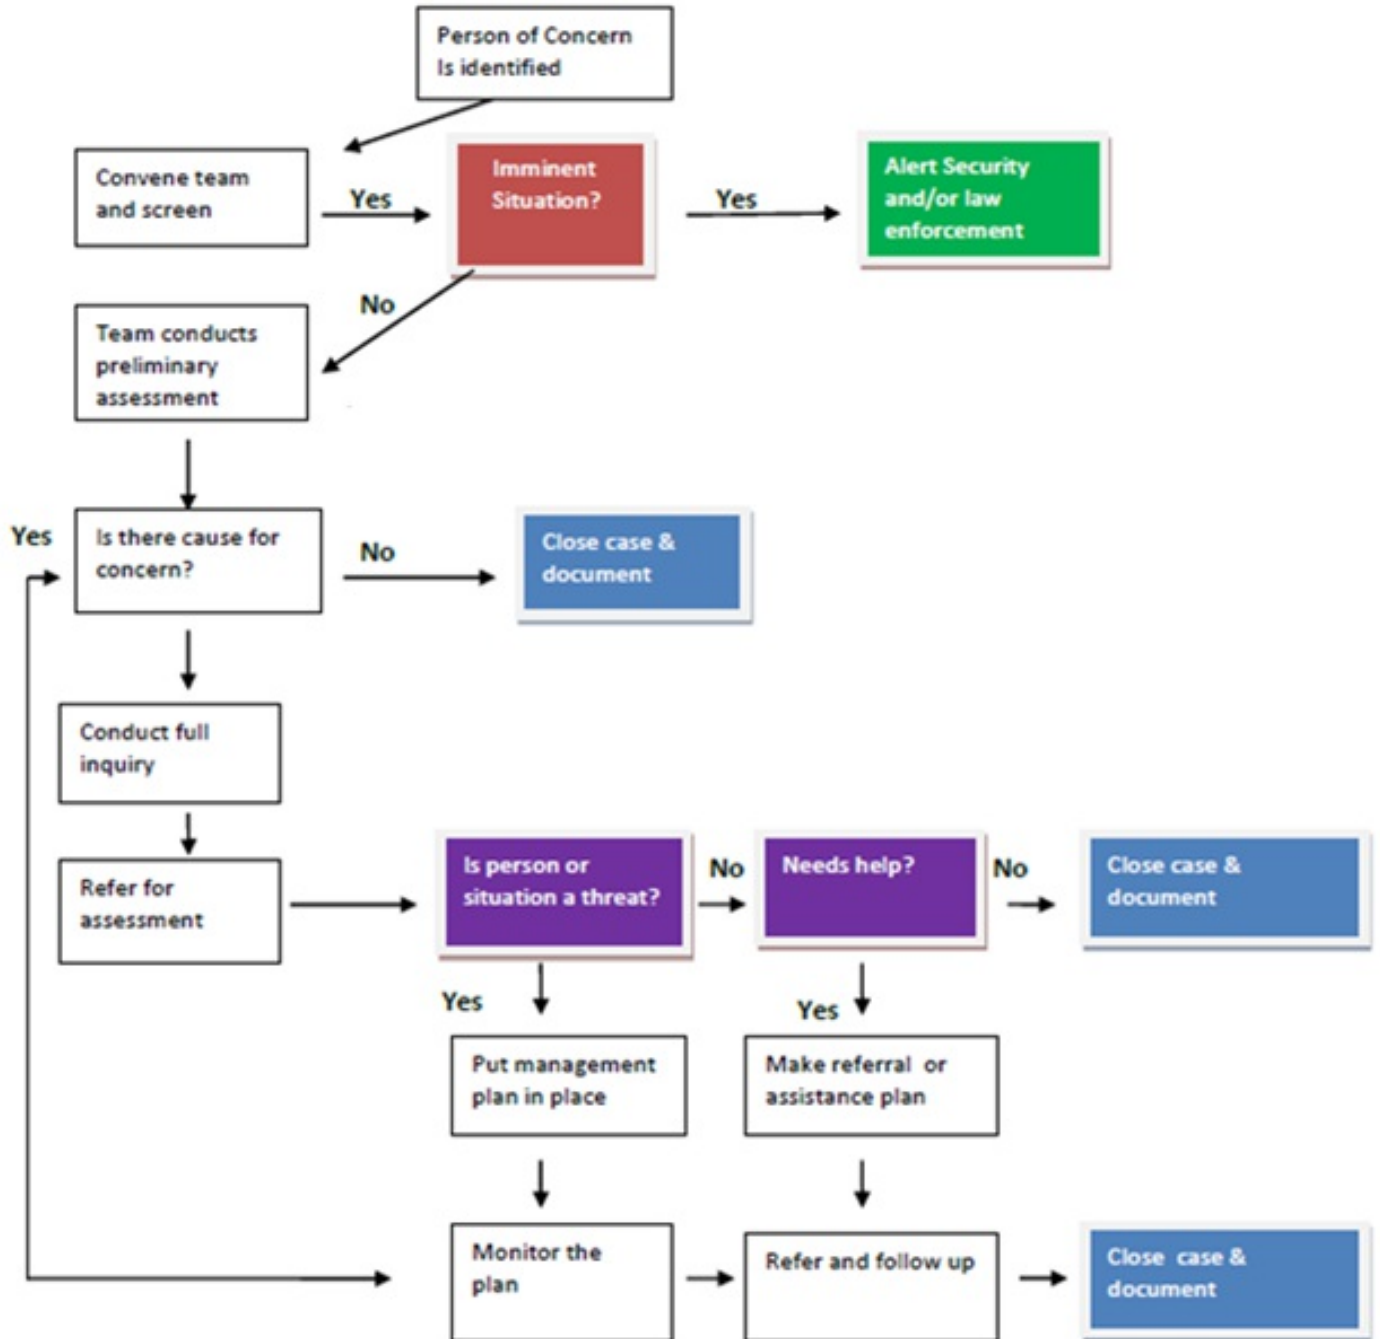 Person of Concern
Is identified
Convene team
and screen
Yes
Imminent
Situation?
Yes
Alert Security
and/or law
enforcement
No
Team conducts
preliminary
assessment
Yes
Is there cause for
concern?
No
Close case &
document
Conduct full
inquiry
Refer for
assessment
Is person or
situation a threat?
No
Needs help?
No
Close case &
document
Yes
Yes
Put management
plan in place
Make referral  or
assistance plan
Monitor the
plan
Refer and follow up
Close  case &
document